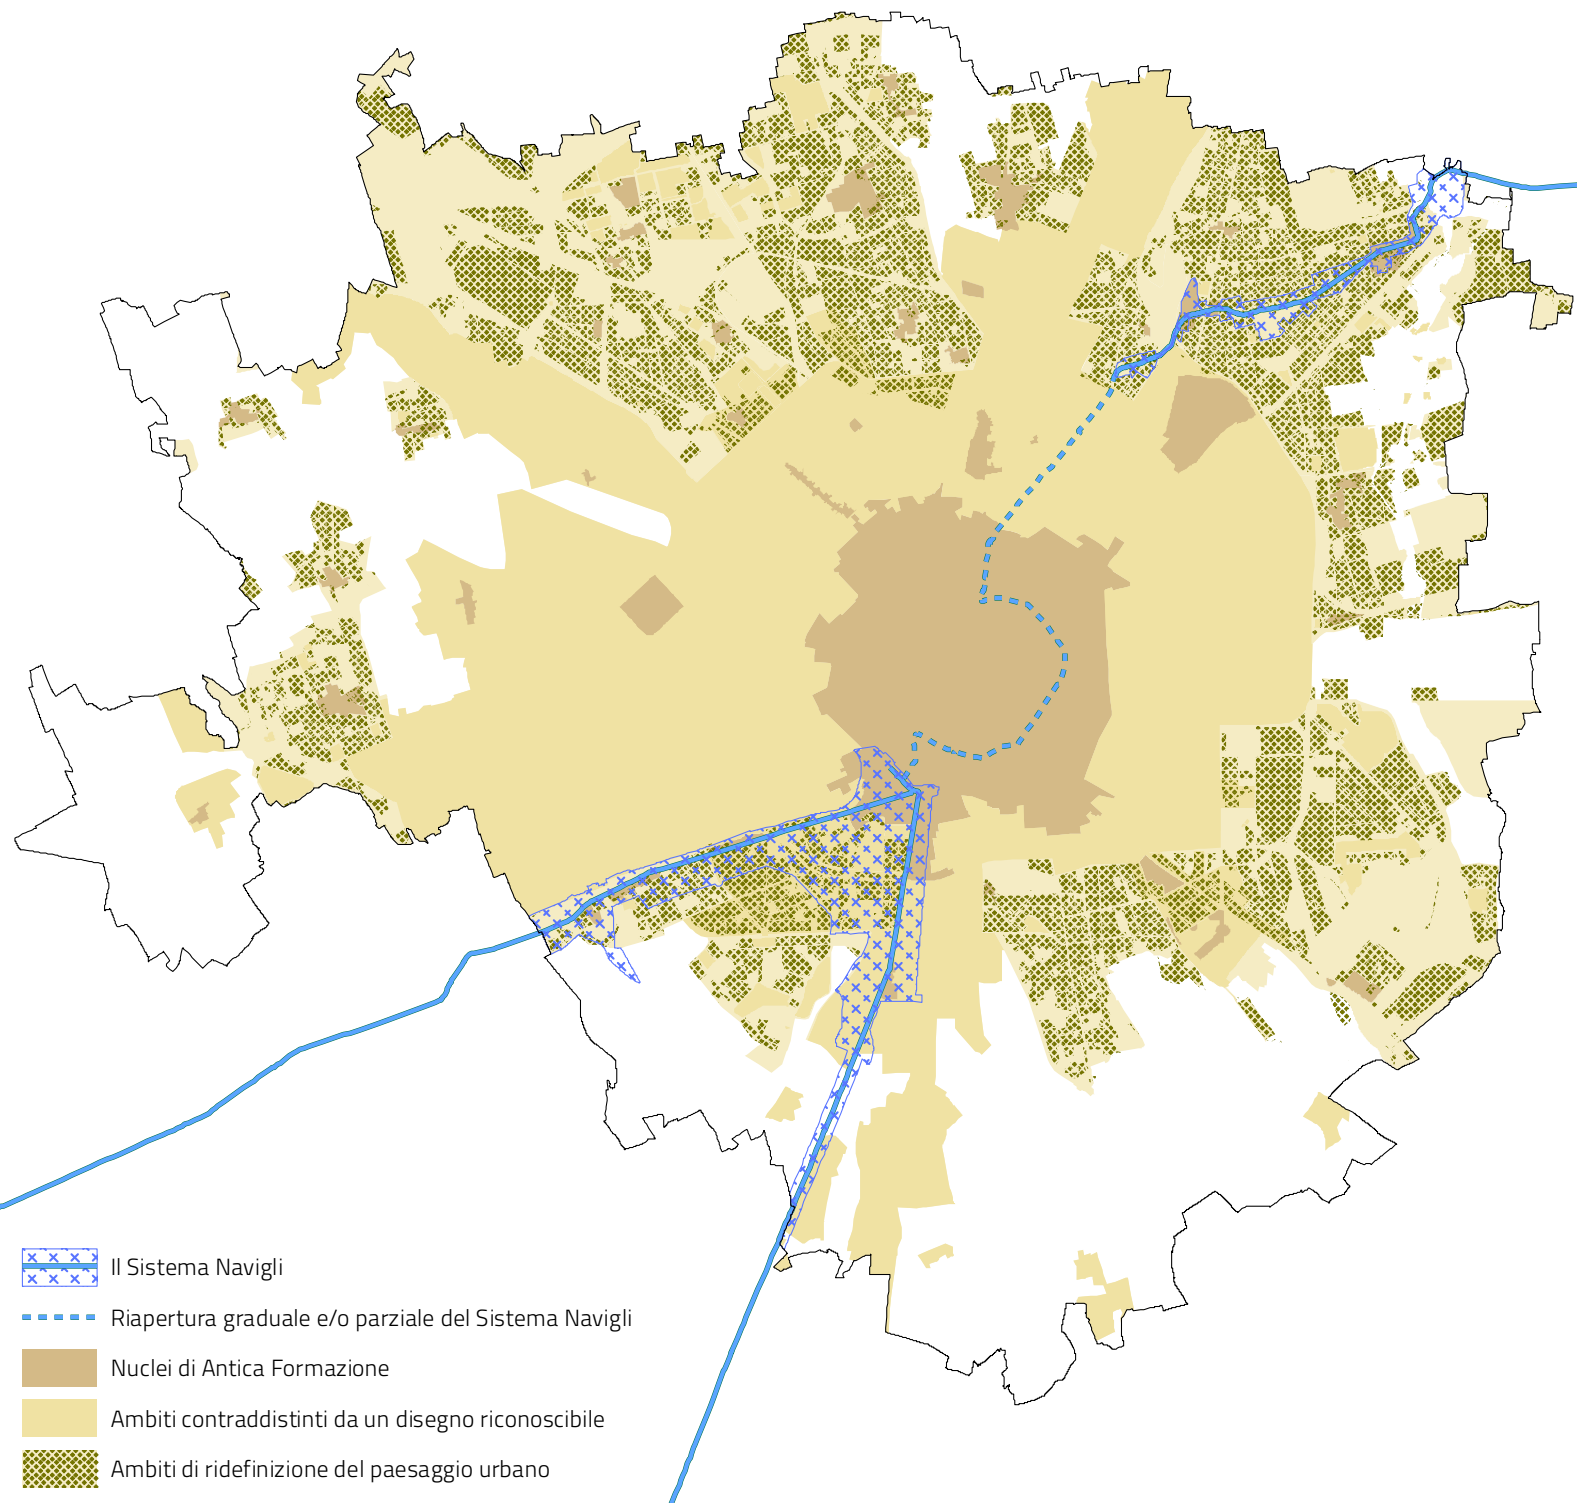 Il Sistema Navigli
Riapertura graduale e/o parziale del Sistema Navigli
Nuclei di Antica Formazione
Ambiti contraddistinti da un disegno riconoscibile
Ambiti di ridefinizione del paesaggio urbano